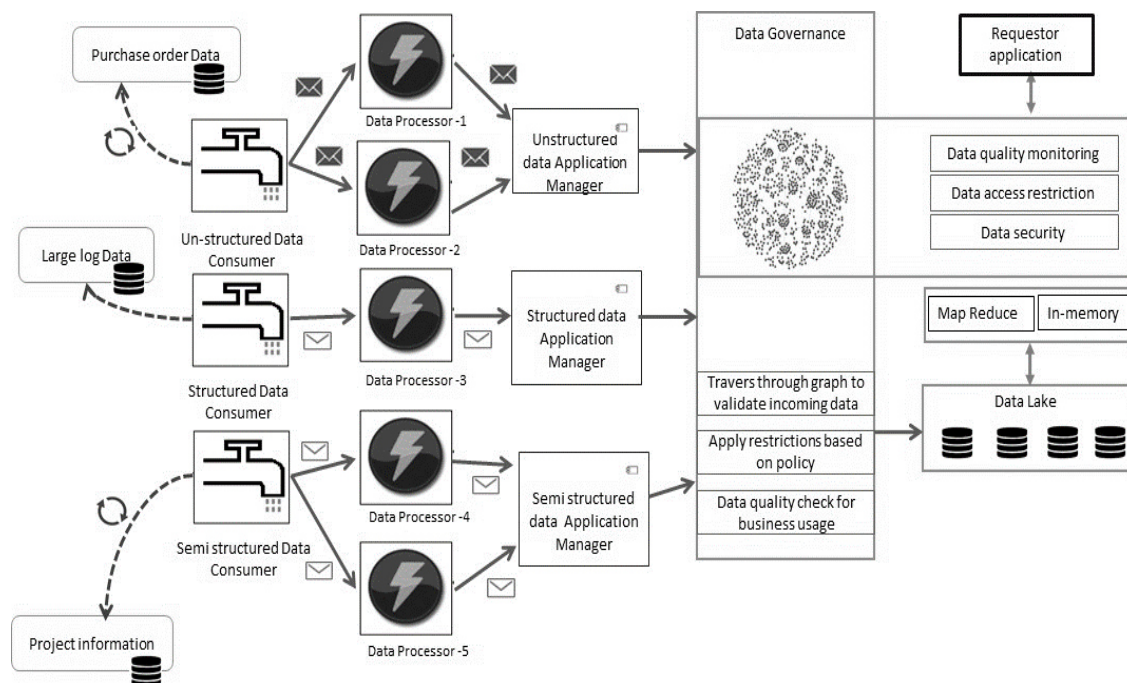 Purchase order Data
Data Processor -1
Data Governance
Requestor
application
Unstructured
data Application
Manager
Data quality monitoring
Data access restriction
Data security
Un-structured Data
Consumer
Data Processor -2
Large log Data
Structured data
Application
Manager
Map Reduce
In-memory
Structured Data
Consumer
Data Processor -3
Travers through graph to
validate incoming data
Data Lake
Apply restrictions based
on policy
Data Processor -4
Semi structured
data Application
Manager
Data quality check for
business usage
Semi structured Data
Consumer
Project information
Data Processor -5